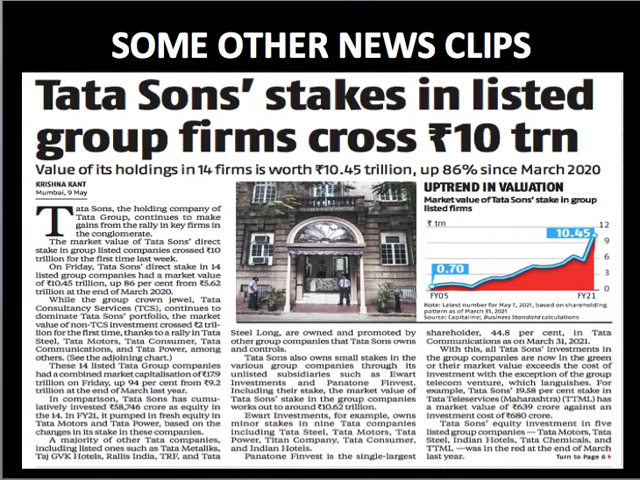 SOME OTHER NEWS CLIPS
Tata Sons' stakes in listed
group firms cross ₹10 trn
Value of its holdings in 14 firms is worth ₹10.45 trillion, up 86% since March 2020
KRISHNA KANT
Mumbai, 9 May
Tata Sons, the holding company of
Tata Group, continues to make
gains from the rally in key firms in
the conglomerate.
The market value of Tata Sons' direct
stake in group listed companies crossed ₹10
trillion for the first time last week.
On Friday, Tata Sons' direct stake in 14
listed group companies had a market value
of ₹10.45 trillion, up 86 per cent from ₹5.62
trillion at the end of March 2020.
While the group crown jewel, Tata
Consultancy Services (TCS), continues to
dominate Tata Sons' portfolio, the market
value of non-TCS investment crossed ₹2 tril-
lion for the first time, thanks to a rally in Tata
Steel, Tata Motors, Tata Consumer, Tata
Communications, and Tata Power, among
others. (See the adjoining chart.)
These 14 listed Tata Group companies
had a combined market capitalisation of ₹17.9
trillion on Friday, up 94 per cent from ₹9.2
trillion at the end of March last year.
In comparison, Tata Sons has cumu-
latively invested ₹58,746 crore as equity in
the 14. In FY21, it pumped in fresh equity in
Tata Motors and Tata Power, based on the
changes in its stake in these companies.
A majority of other Tata companies,
including listed ones such as Tata Metaliks,
Taj GVK Hotels, Rallis India, TRF, and Tata
Steel Long, are owned and promoted by
other group companies that Tata Sons owns
and controls.
Tata Sons also owns small stakes in the
various group companies through its
unlisted subsidiaries such as Ewart
Investments and Panatone Finvest.
Including their stake, the market value of
Tata Sons' stake in the group companies
works out to around ₹10.62 trillion.
Ewart Investments, for example, owns
minor stakes in nine Tata companies
including Tata Steel, Tata Motors, Tata
Power, Titan Company, Tata Consumer,
and Indian Hotels.
Panatone Finvest is the single-largest
UPTREND IN VALUATION
Market value of Tata Sons' stake in group
listed firms
₹ trn
12
10.45
9
6
0.70
3
0
FY05
FY21
Note: Latest number for May 7, 2021, based on shareholding
pattern as of March 31, 2021
Source: Capitaline; Business Standard calculations
shareholder, 44.8 per cent, in Tata
Communications as on March 31, 2021.
With this, all Tata Sons' investments in
the group companies are now in the green
or their market value exceeds the cost of
investment with the exception of the group
telecom venture, which languishes. For
example, Tata Sons' 19.58 per cent stake in
Tata Teleservices (Maharashtra) (TTML) has
a market value of ₹639 crore against an
investment cost of ₹680 crore.
Tata Sons' equity investment in five
listed group companies — Tata Motors, Tata
Steel, Indian Hotels, Tata Chemicals, and
TTML — was in the red at the end of March
last year.
Turn to Page 6